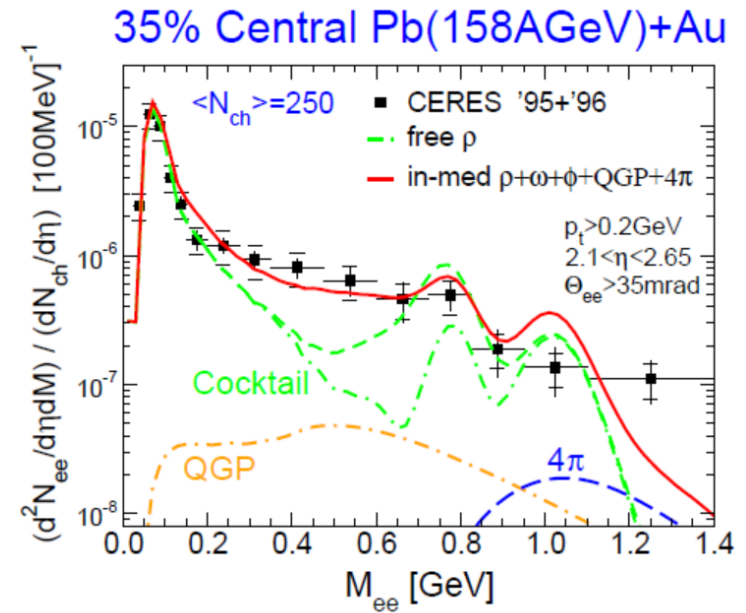 35% Central Pb(158AGeV)+Au
(d²N_ee/dηdM) / (dN_ch/dη) [100MeV]⁻¹
<N_ch>=250
CERES '95+'96
free ρ
in-med ρ+ω+φ+QGP+4π
p_t>0.2GeV
2.1<η<2.65
Θ_ee>35mrad
10⁻⁵
10⁻⁶
10⁻⁷
10⁻⁸
Cocktail
QGP
4π
0.0 0.2 0.4 0.6 0.8 1.0 1.2 1.4
M_ee [GeV]